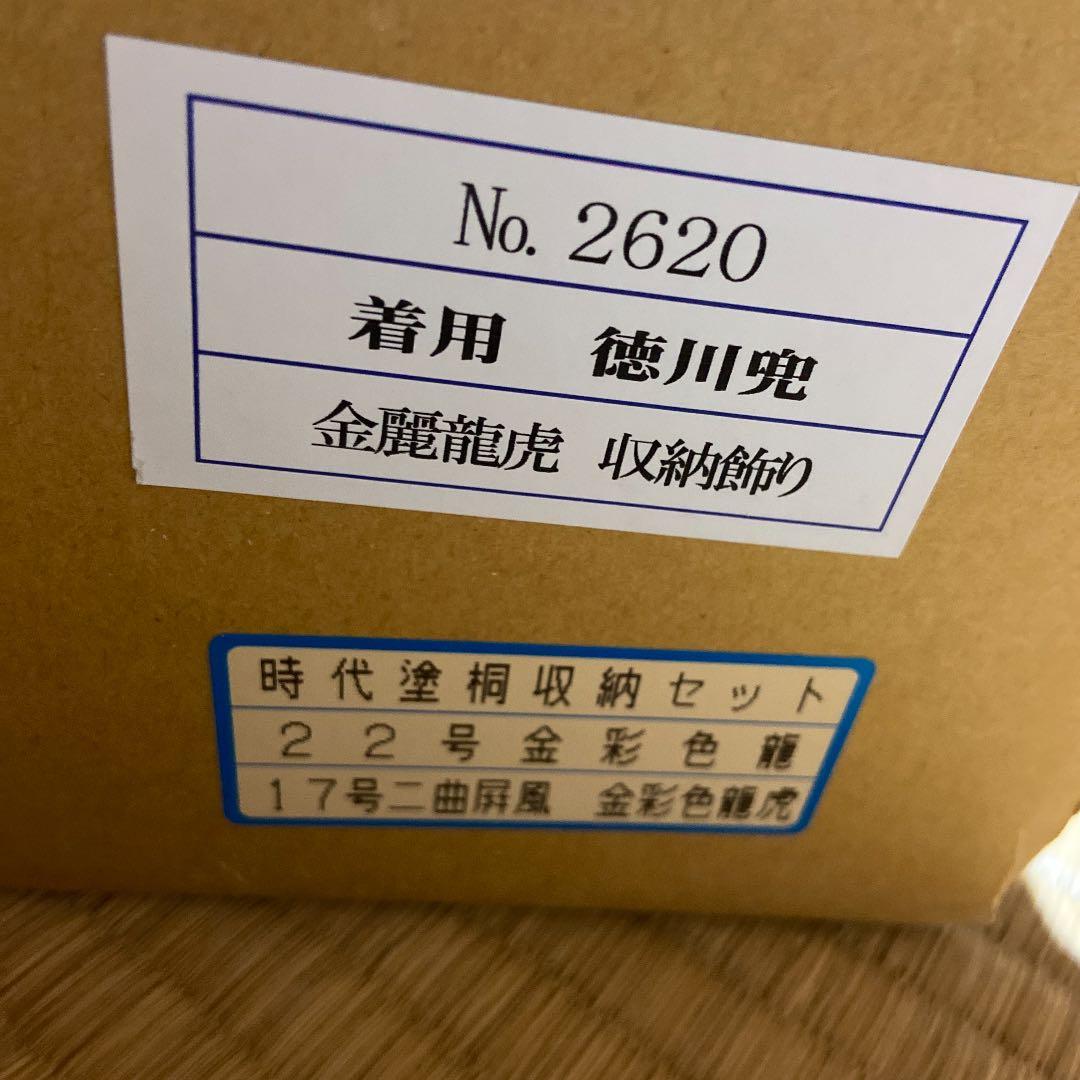 No. 2620
着用 徳川兜
金麗龍虎 収納飾り
時代塗桐収納セット
22号金彩色龍
17号二曲屏風 金彩色龍虎